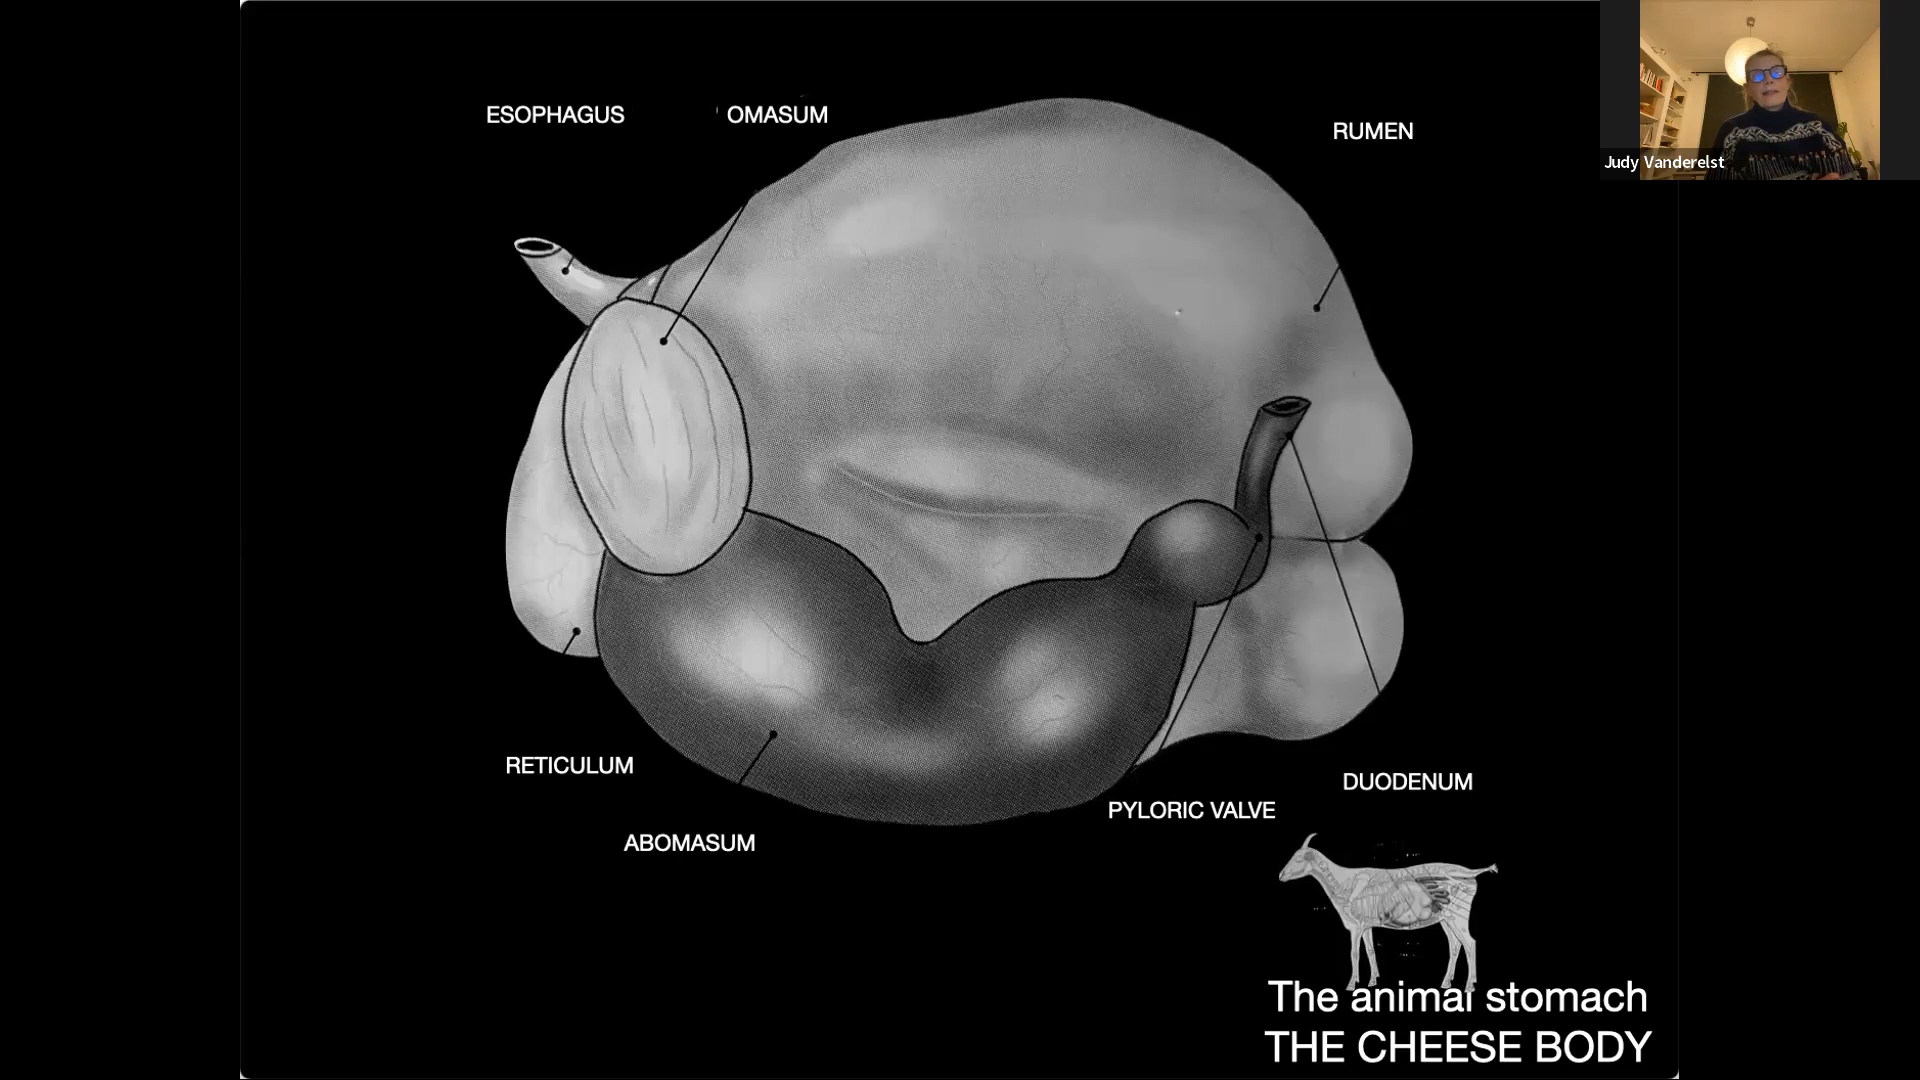 ESOPHAGUS
OMASUM
RUMEN
Judy Vanderelst
RETICULUM
DUODENUM
PYLORIC VALVE
ABOMASUM
The animal stomach
THE CHEESE BODY